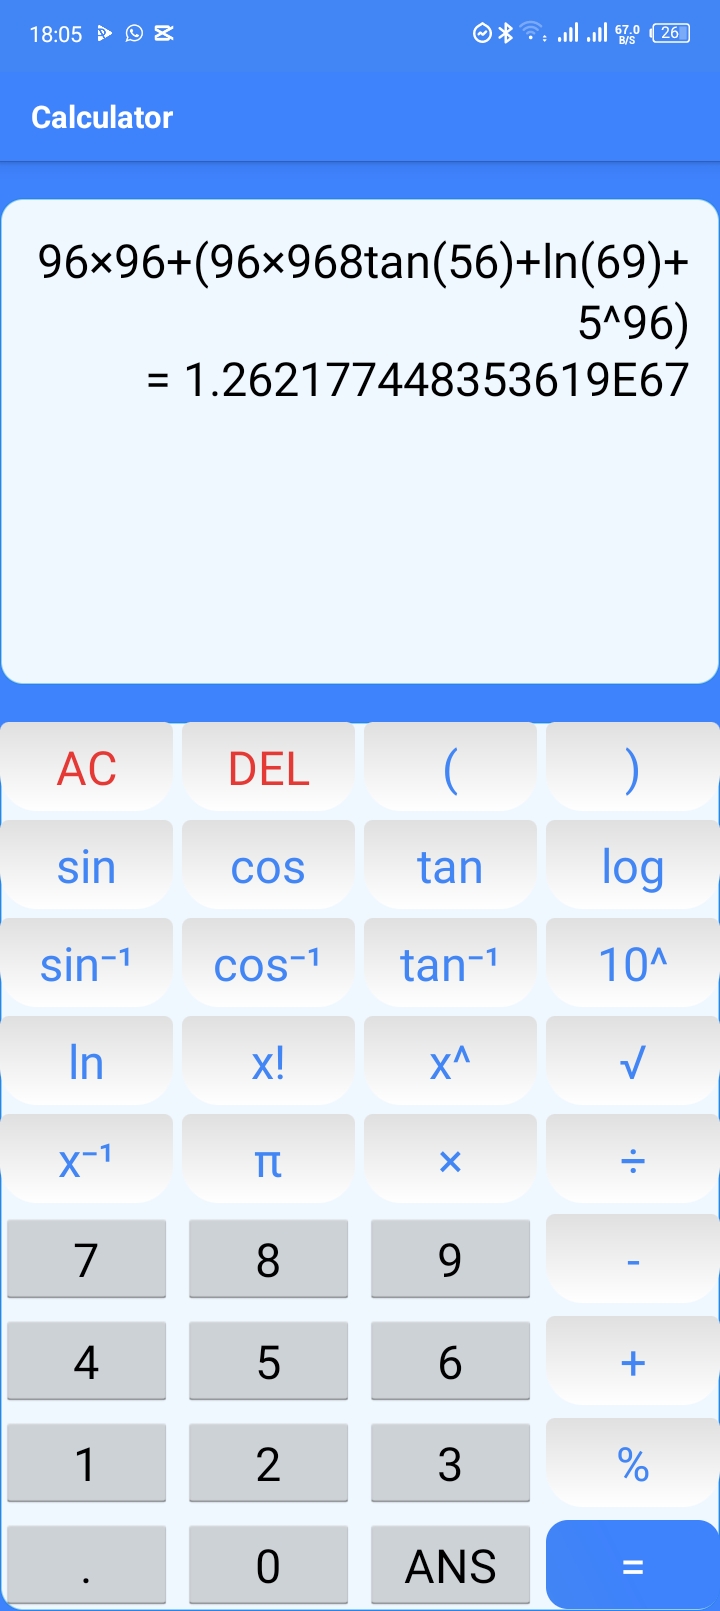 18:05 67.0 B/S 26
Calculator
96×96+(96×968tan(56)+ln(69)+
5^96)
= 1.262177448353619E67
AC DEL ( )
sin cos tan log
sin⁻¹ cos⁻¹ tan⁻¹ 10^
ln x! x^ √
x⁻¹ π × ÷
7 8 9 -
4 5 6 +
1 2 3 %
. 0 ANS =